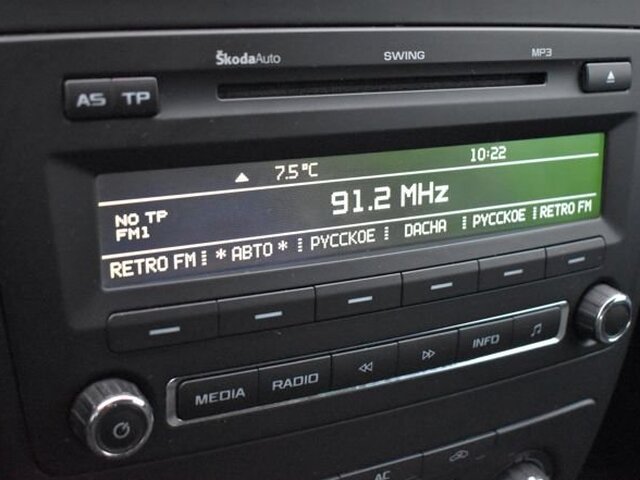 ŠkodaAuto SWING MP3
AS TP
7.5°C 10:22
NO TP 91.2 MHz
FM1
RETRO FM *АВТО* РУССКОЕ DACHA РУССКОЕ RETRO FM
MEDIA RADIO INFO
AC